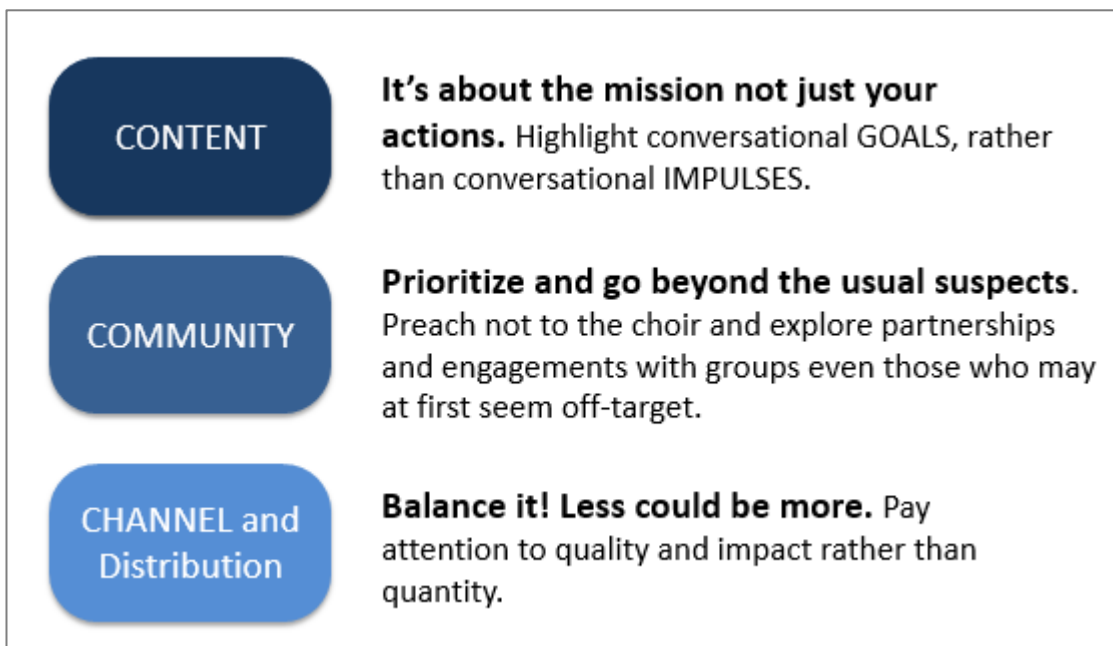 CONTENT
It’s about the mission not just your
actions. Highlight conversational GOALS, rather
than conversational IMPULSES.
COMMUNITY
Prioritize and go beyond the usual suspects.
Preach not to the choir and explore partnerships
and engagements with groups even those who may
at first seem off-target.
CHANNEL and
Distribution
Balance it! Less could be more. Pay
attention to quality and impact rather than
quantity.